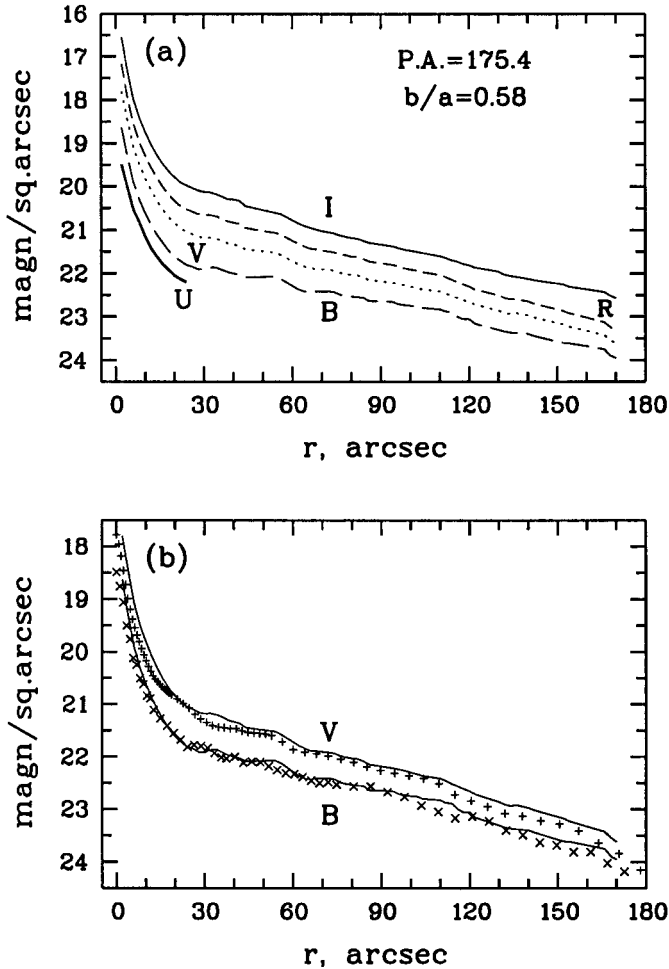 (a)
P.A.=175.4
b/a=0.58
magn/sq.arcsec
16
17
18
19
20
21
22
23
24
I
V
U
B
R
0 30 60 90 120 150 180
r, arcsec
(b)
magn/sq.arcsec
18
19
20
21
22
23
24
V
B
0 30 60 90 120 150 180
r, arcsec